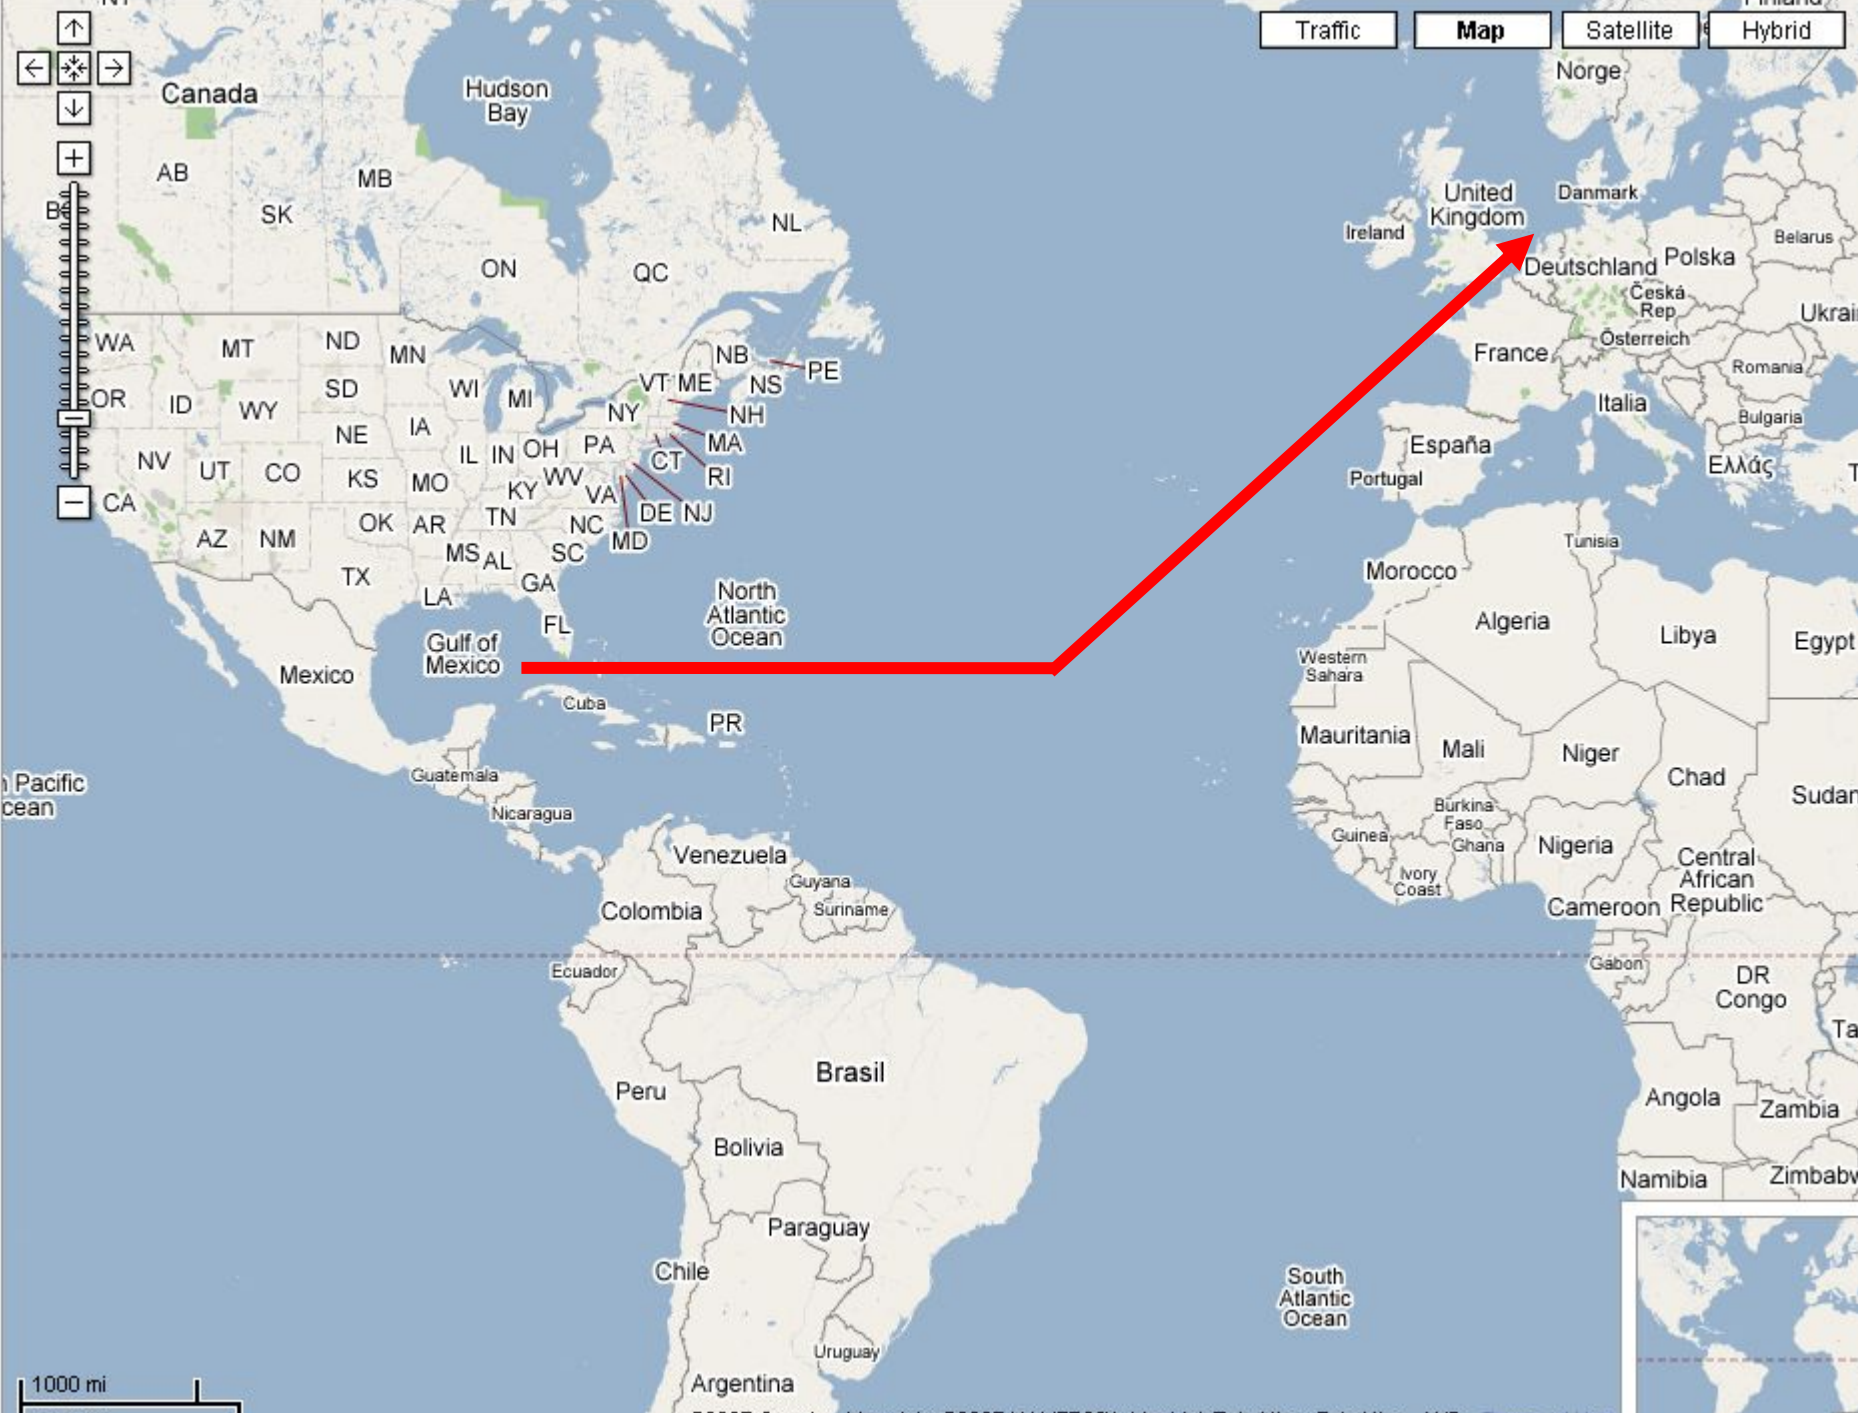 Traffic
Map
Satellite
Hybrid
Norge
Canada
Hudson
Bay
AB
MB
SK
United
Kingdom
Danmark
Ireland
NL
Belarus
ON
QC
Deutschland
Polska
Česká
Rep
WA
MT
ND
MN
NB
PE
France
Österreich
Romania
OR
ID
WY
SD
WI
MI
VT
ME
NS
NY
NH
Italia
Bulgaria
NE
IA
IL
IN
OH
PA
MA
España
Ελλάς
NV
UT
CO
KS
MO
KY
WV
VA
CT
RI
Portugal
CA
OK
AR
TN
NC
DE
NJ
AZ
NM
MS
AL
SC
MD
Tunisia
TX
LA
GA
Morocco
North
Atlantic
Ocean
FL
Algeria
Libya
Egypt
Gulf of
Mexico
Mexico
Western
Sahara
Cuba
PR
Mauritania
Mali
Niger
Chad
Guatemala
Pacific
cean
Sudan
Nicaragua
Burkina
Faso
Guinea
Ghana
Nigeria
Venezuela
Central
African
Republic
Guyana
Ivory
Coast
Colombia
Suriname
Cameroon
Ecuador
Gabon
DR
Congo
Ta
Brasil
Peru
Angola
Zambia
Bolivia
Namibia
Zimbabw
Paraguay
Chile
South
Atlantic
Ocean
Uruguay
Argentina
1000 mi